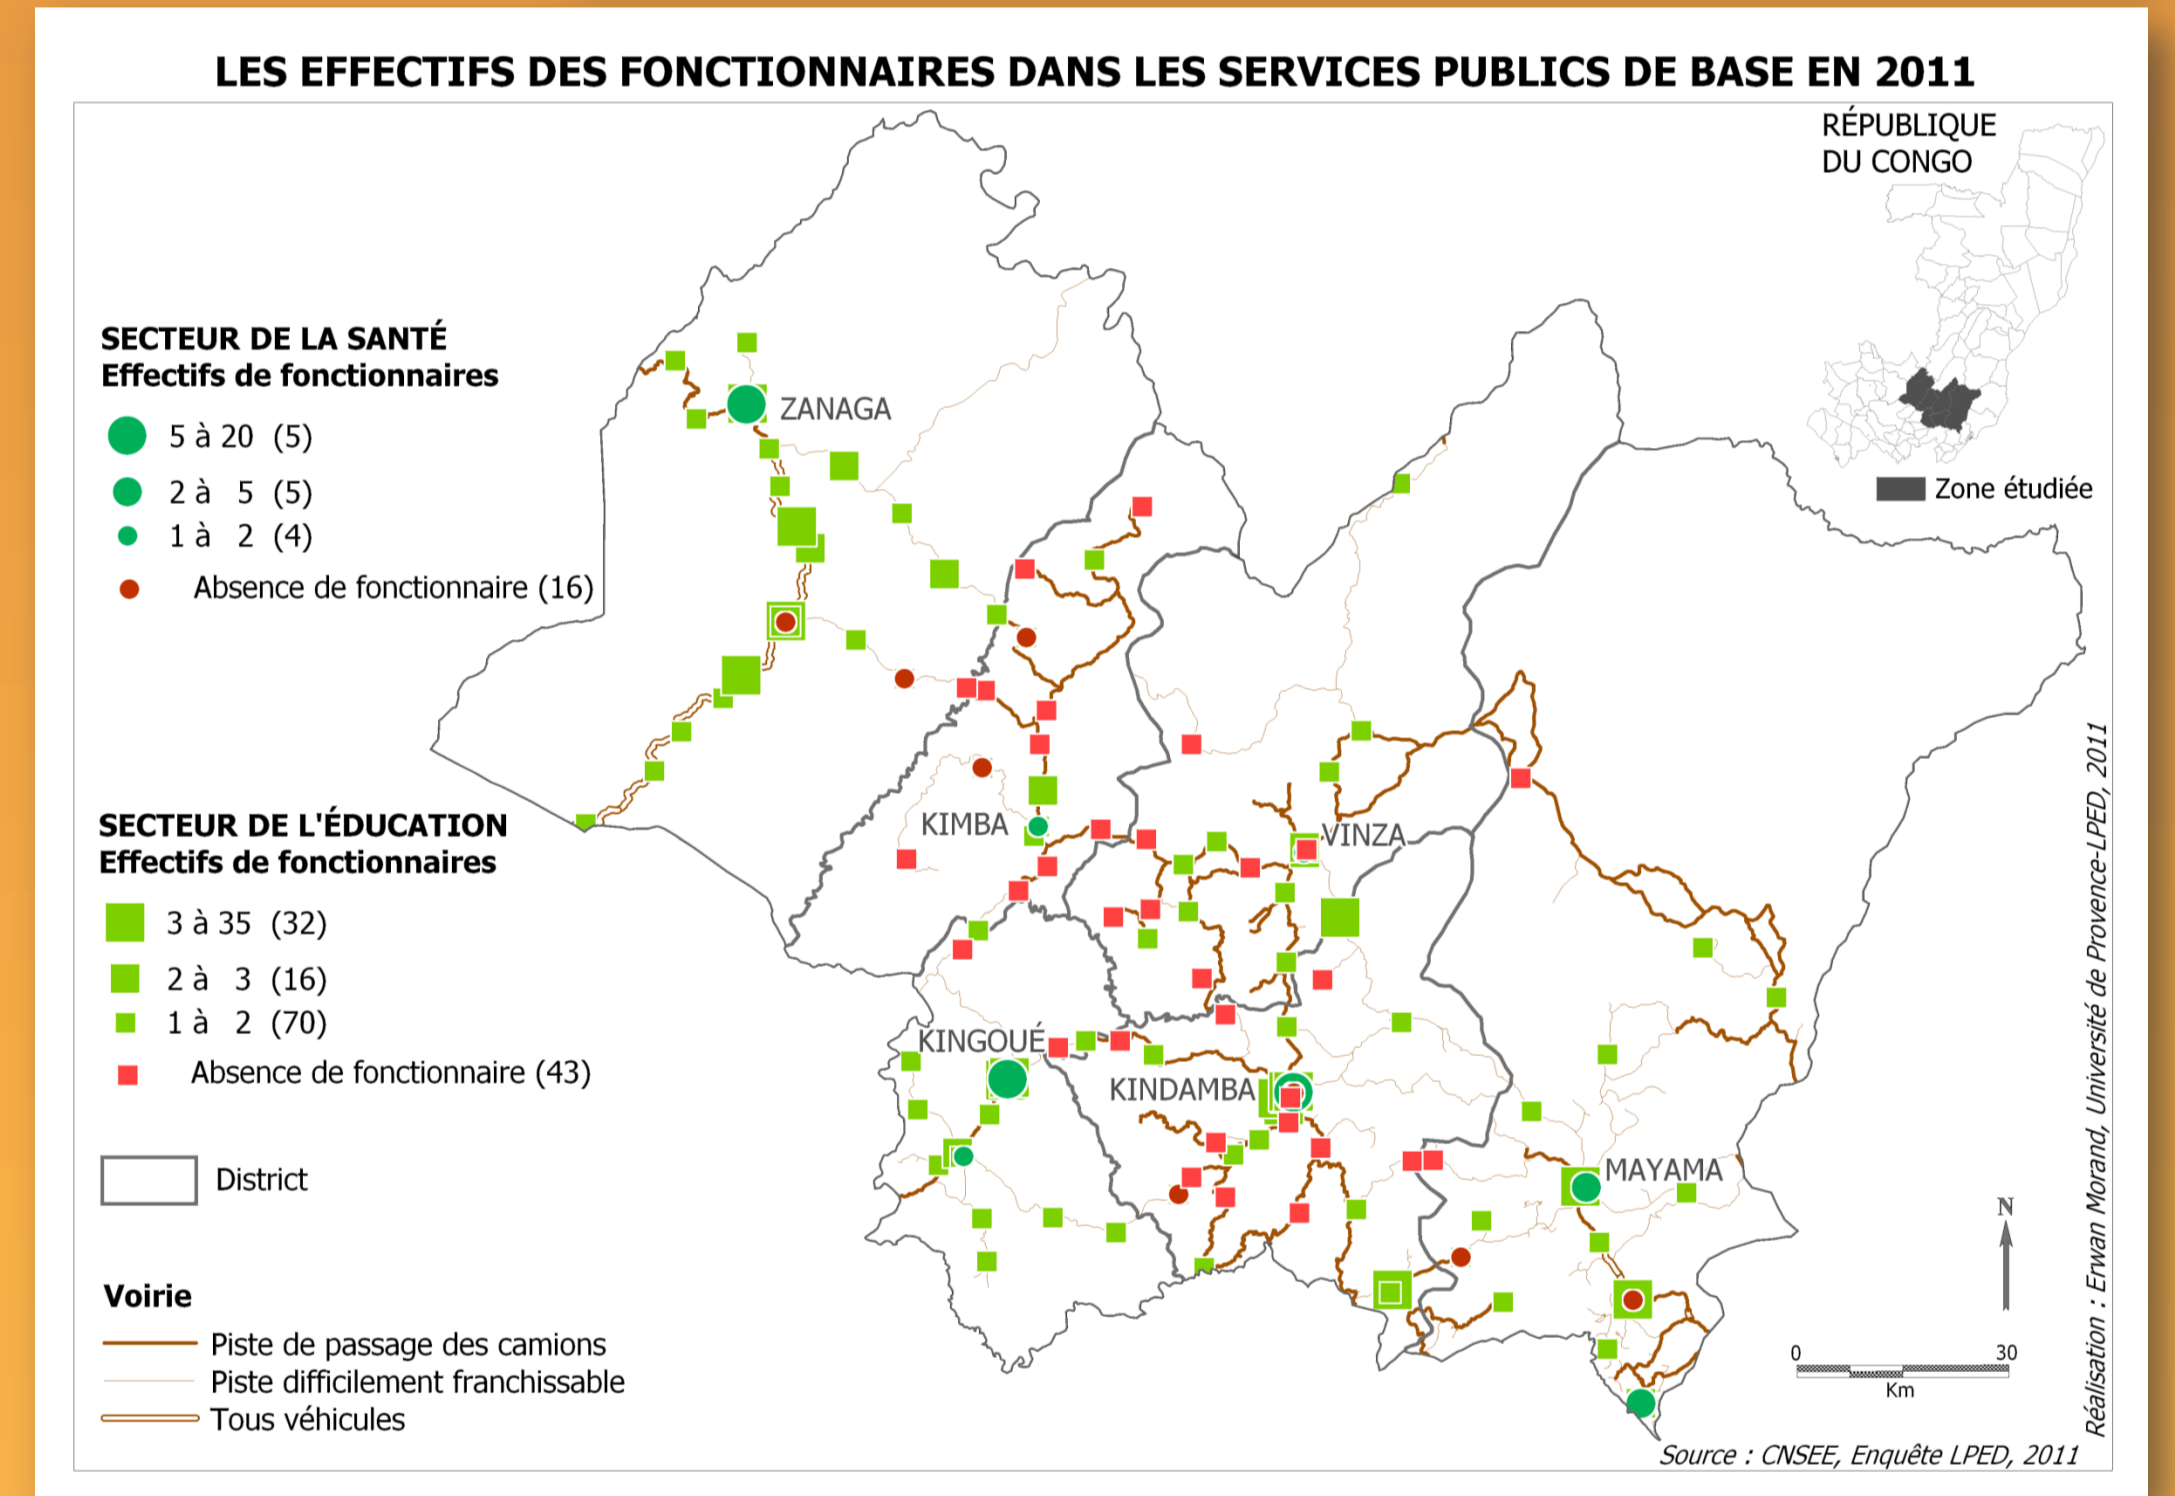 LES EFFECTIFS DES FONCTIONNAIRES DANS LES SERVICES PUBLICS DE BASE EN 2011
RÉPUBLIQUE
DU CONGO
Zone étudiée
SECTEUR DE LA SANTÉ
Effectifs de fonctionnaires
5 à 20 (5)
2 à 5 (5)
1 à 2 (4)
Absence de fonctionnaire (16)
ZANAGA
KIMBA
VINZA
SECTEUR DE L'ÉDUCATION
Effectifs de fonctionnaires
3 à 35 (32)
2 à 3 (16)
1 à 2 (70)
Absence de fonctionnaire (43)
KINGOUÉ
KINDAMBA
MAYAMA
District
Voirie
Piste de passage des camions
Piste difficilement franchissable
Tous véhicules
N
0 30
Km
Réalisation : Erwan Morand, Université de Provence-LPED, 2011
Source : CNSEE, Enquête LPED, 2011